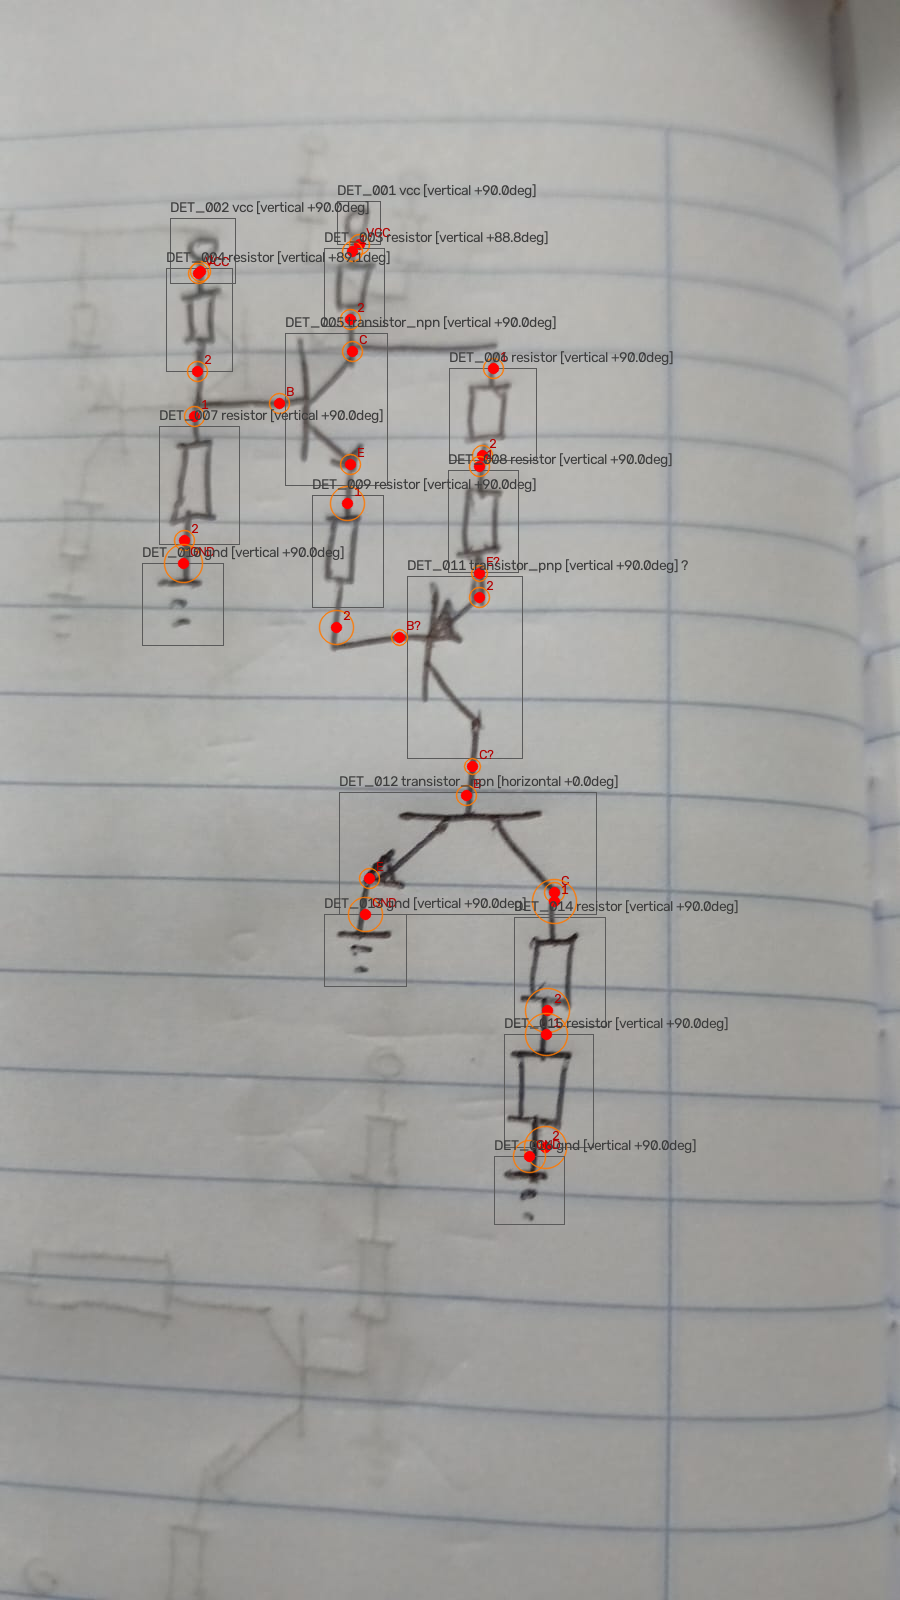 DET_001 vcc [vertical +90.0deg]
DET_002 vcc [vertical +90.0deg]
VCC
DET_003 resistor [vertical +88.8deg]
DET_004 resistor [vertical +89.1deg]
VCC
2
DET_005 transistor_npn [vertical +90.0deg]
C
resistor [vertical +90.0deg]
2
B
1
DET_007 resistor [vertical +90.0deg]
2
DET_008 resistor [vertical +90.0deg]
E
DET_009 resistor [vertical +90.0deg]
1
2
GND
DET_010 gnd [vertical +90.0deg]
E?
DET_011 transistor_pnp [vertical +90.0deg] ?
2
2
B?
C?
DET_012 transistor_npn [horizontal +0.0deg]
B
E
C
1
GND
DET_013 gnd [vertical +90.0deg]
DET_014 resistor [vertical +90.0deg]
2
1
DET_015 resistor [vertical +90.0deg]
2
gnd [vertical +90.0deg]